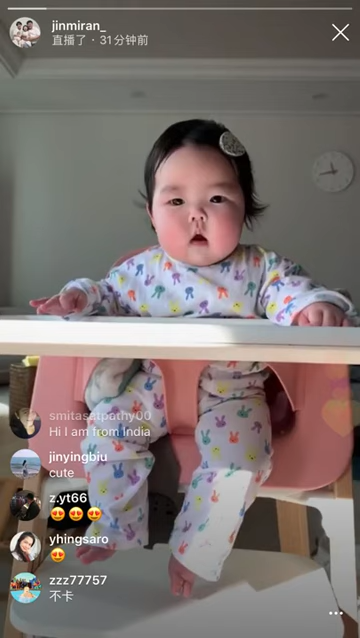 jinmiran_
直播了 · 31分钟前
smitasatpathy00
Hi I am from India
jinyingbiu
cute
z.yt66
😍😍😍
yhingsaro
😍
zzz77757
不卡